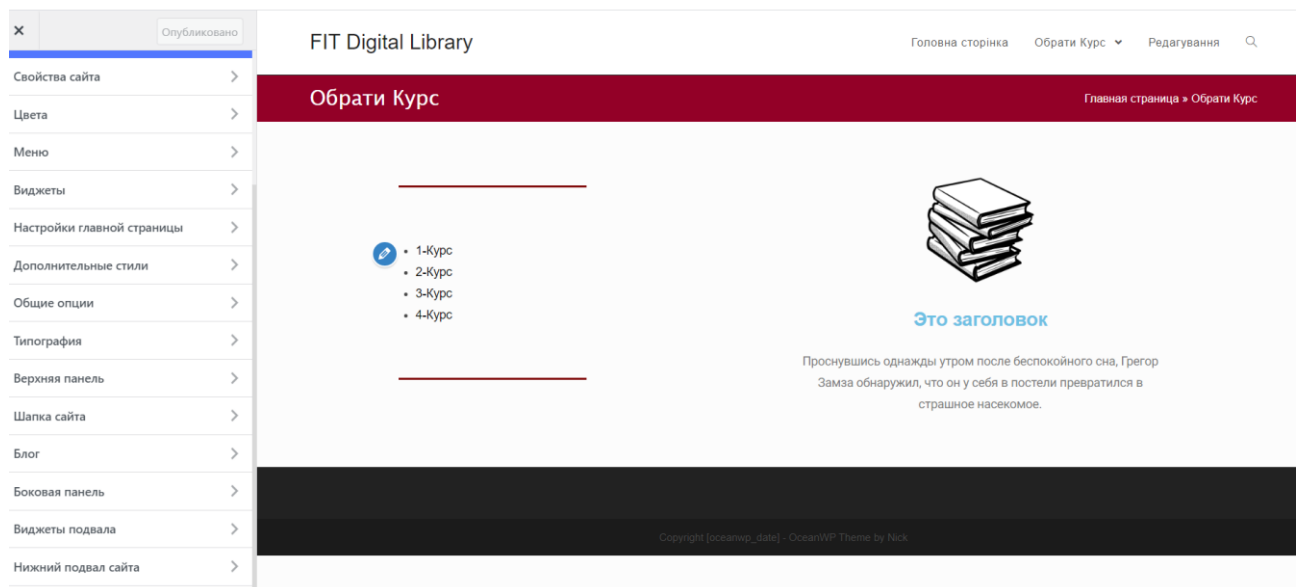 Опубликовано
Свойства сайта
Цвета
Меню
Виджеты
Настройки главной страницы
Дополнительные стили
Общие опции
Типография
Верхняя панель
Шапка сайта
Блог
Боковая панель
Виджеты подвала
Нижний подвал сайта
FIT Digital Library
Головна сторінка Обрати Курс Редагування
Обрати Курс
Главная страница » Обрати Курс
1-Курс
2-Курс
3-Курс
4-Курс
Это заголовок
Проснувшись однажды утром после беспокойного сна, Грегор
Замза обнаружил, что он у себя в постели превратился в
страшное насекомое.
Copyright [oceanwp_date] - OceanWP Theme by Nick